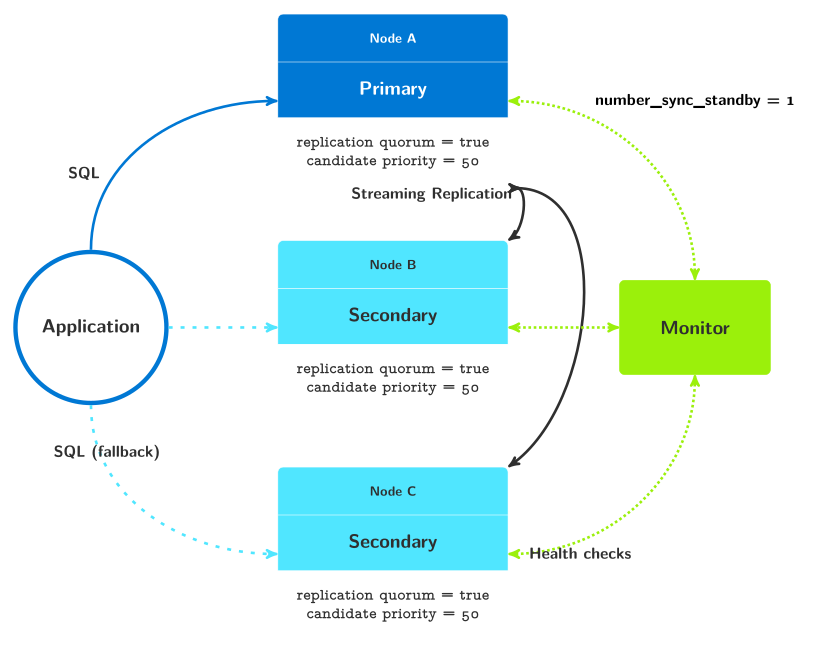 Node A
Primary
number_sync_standby = 1
replication quorum = true
candidate priority = 50
SQL
Streaming Replication
Node B
Secondary
Application
Monitor
replication quorum = true
candidate priority = 50
SQL (fallback)
Node C
Secondary
Health checks
replication quorum = true
candidate priority = 50